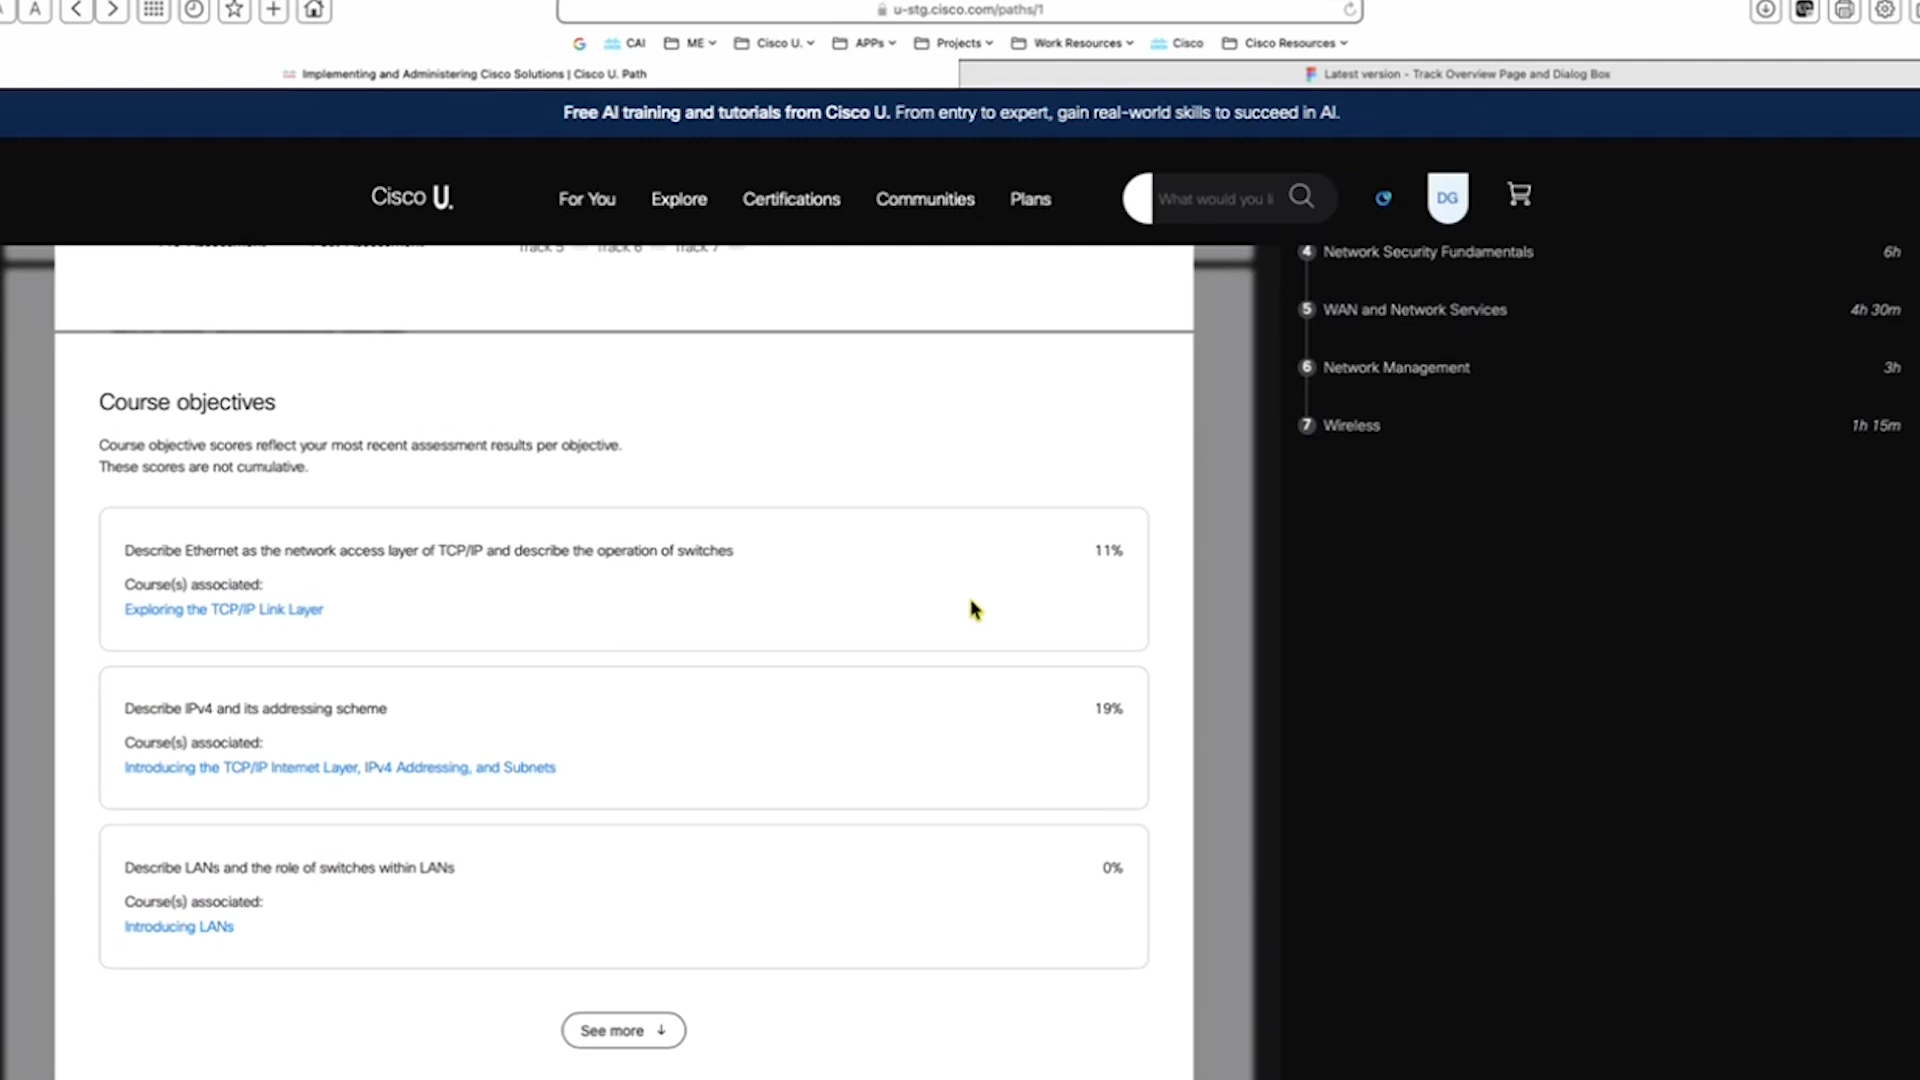 A
u-stg.cisco.com/paths/1
CAI
ME
Cisco U.
APPs
Projects
Work Resources
Cisco
Cisco Resources
Implementing and Administering Cisco Solutions | Cisco U. Path
Latest version - Track Overview Page and Dialog Box
Free AI training and tutorials from Cisco U. From entry to expert, gain real-world skills to succeed in AI.
Cisco U.
For You
Explore
Certifications
Communities
Plans
What would you li
DG
Track 5
Track 6
Track 7
4 Network Security Fundamentals 6h
5 WAN and Network Services 4h 30m
6 Network Management 3h
7 Wireless 1h 15m
Course objectives
Course objective scores reflect your most recent assessment results per objective.
These scores are not cumulative.
Describe Ethernet as the network access layer of TCP/IP and describe the operation of switches 11%
Course(s) associated:
Exploring the TCP/IP Link Layer
Describe IPv4 and its addressing scheme 19%
Course(s) associated:
Introducing the TCP/IP Internet Layer, IPv4 Addressing, and Subnets
Describe LANs and the role of switches within LANs 0%
Course(s) associated:
Introducing LANs
See more ↓